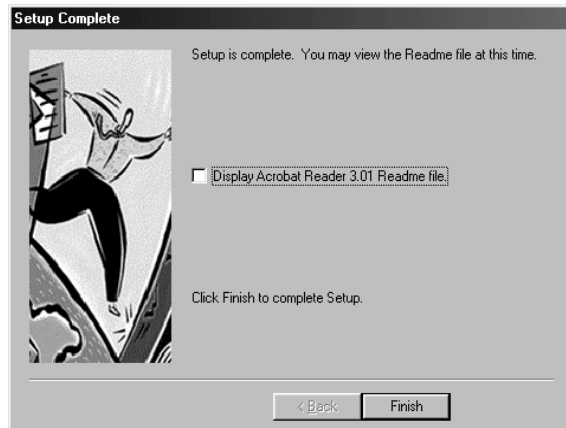 Setup Complete
Setup is complete.  You may view the Readme file at this time.
Display Acrobat Reader 3.01 Readme file.
Click Finish to complete Setup.
< Back
Finish